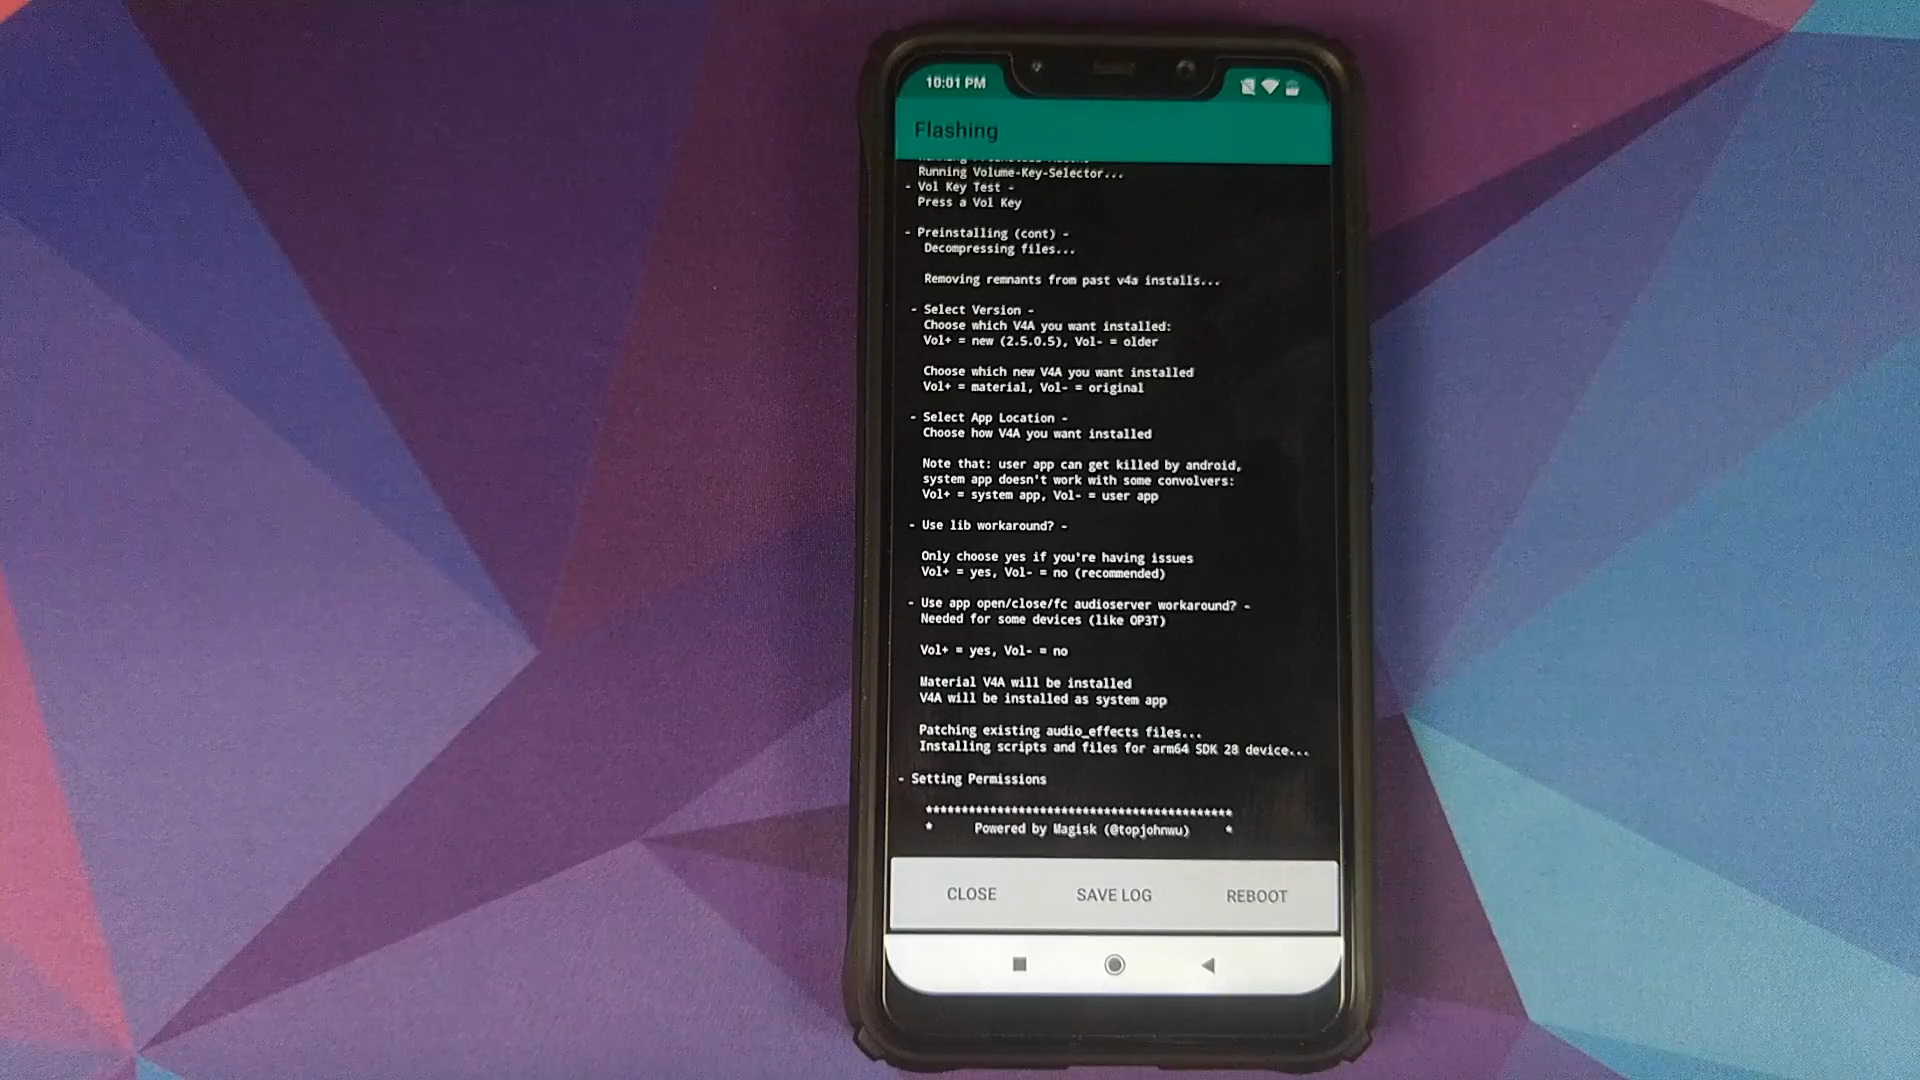 10:01 PM
Flashing
Running Volume-Key-Selector...
- Vol Key Test -
Press a Vol Key
- Preinstalling (cont) -
Decompressing files...
Removing remnants from past v4a installs...
- Select Version -
Choose which V4A you want installed:
Vol+ = new (2.5.0.5), Vol- = older
Choose which new V4A you want installed
Vol+ = material, Vol- = original
- Select App Location -
Choose how V4A you want installed
Note that: user app can get killed by android,
system app doesn't work with some convolvers:
Vol+ = system app, Vol- = user app
- Use lib workaround? -
Only choose yes if you're having issues
Vol+ = yes, Vol- = no (recommended)
- Use app open/close/fc audioserver workaround? -
Needed for some devices (like OP3T)
Vol+ = yes, Vol- = no
Material V4A will be installed
V4A will be installed as system app
Patching existing audio_effects files...
Installing scripts and files for arm64 SDK 28 device...
- Setting Permissions
******************************************
* Powered by Magisk (@topjohnwu) *
CLOSE SAVE LOG REBOOT